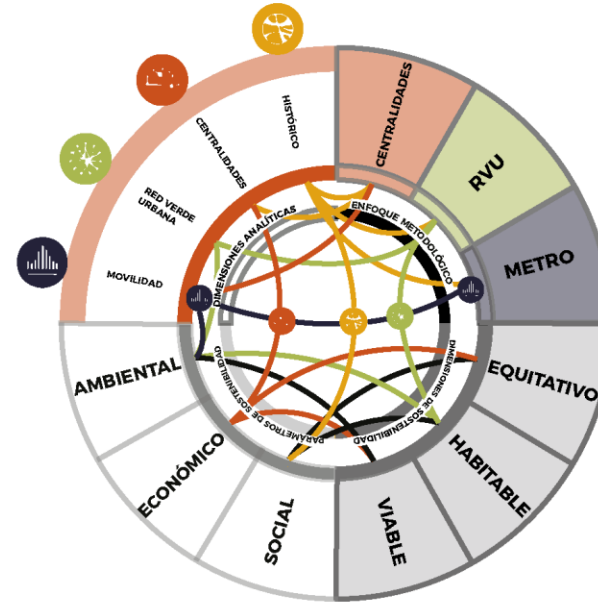 HISTÓRICO
CENTRALIDADES
RED VERDE
URBANA
MOVILIDAD
CENTRALIDADES
RVU
METRO
DIMENSIONES ANALÍTICAS
ENFOQUE METODOLÓGICO
PARÁMETROS DE SOSTENIBILIDAD
DIMENSIONES DE SOSTENIBILIDAD
AMBIENTAL
ECONÓMICO
SOCIAL
VIABLE
HABITABLE
EQUITATIVO